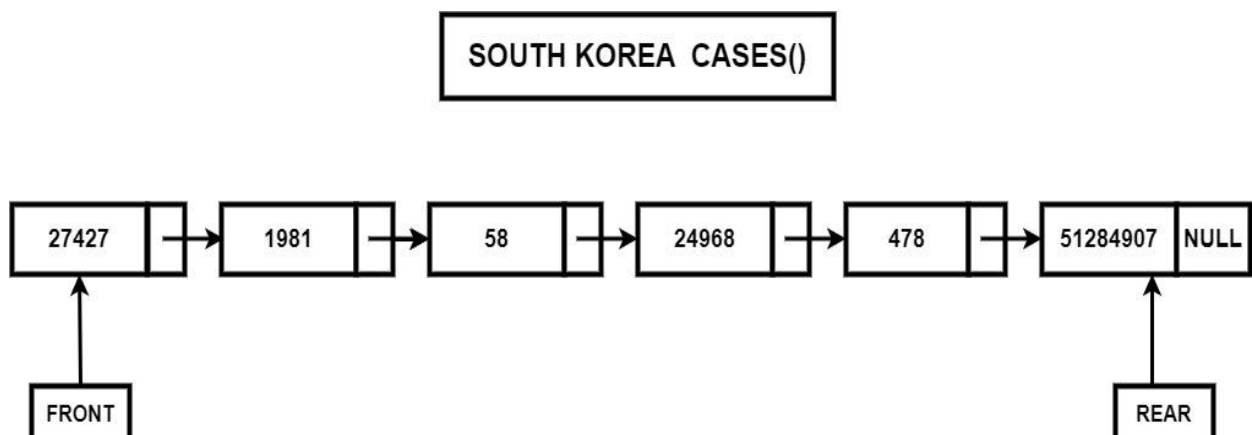 SOUTH KOREA CASES()
27427 1981 58 24968 478 51284907 NULL
FRONT REAR